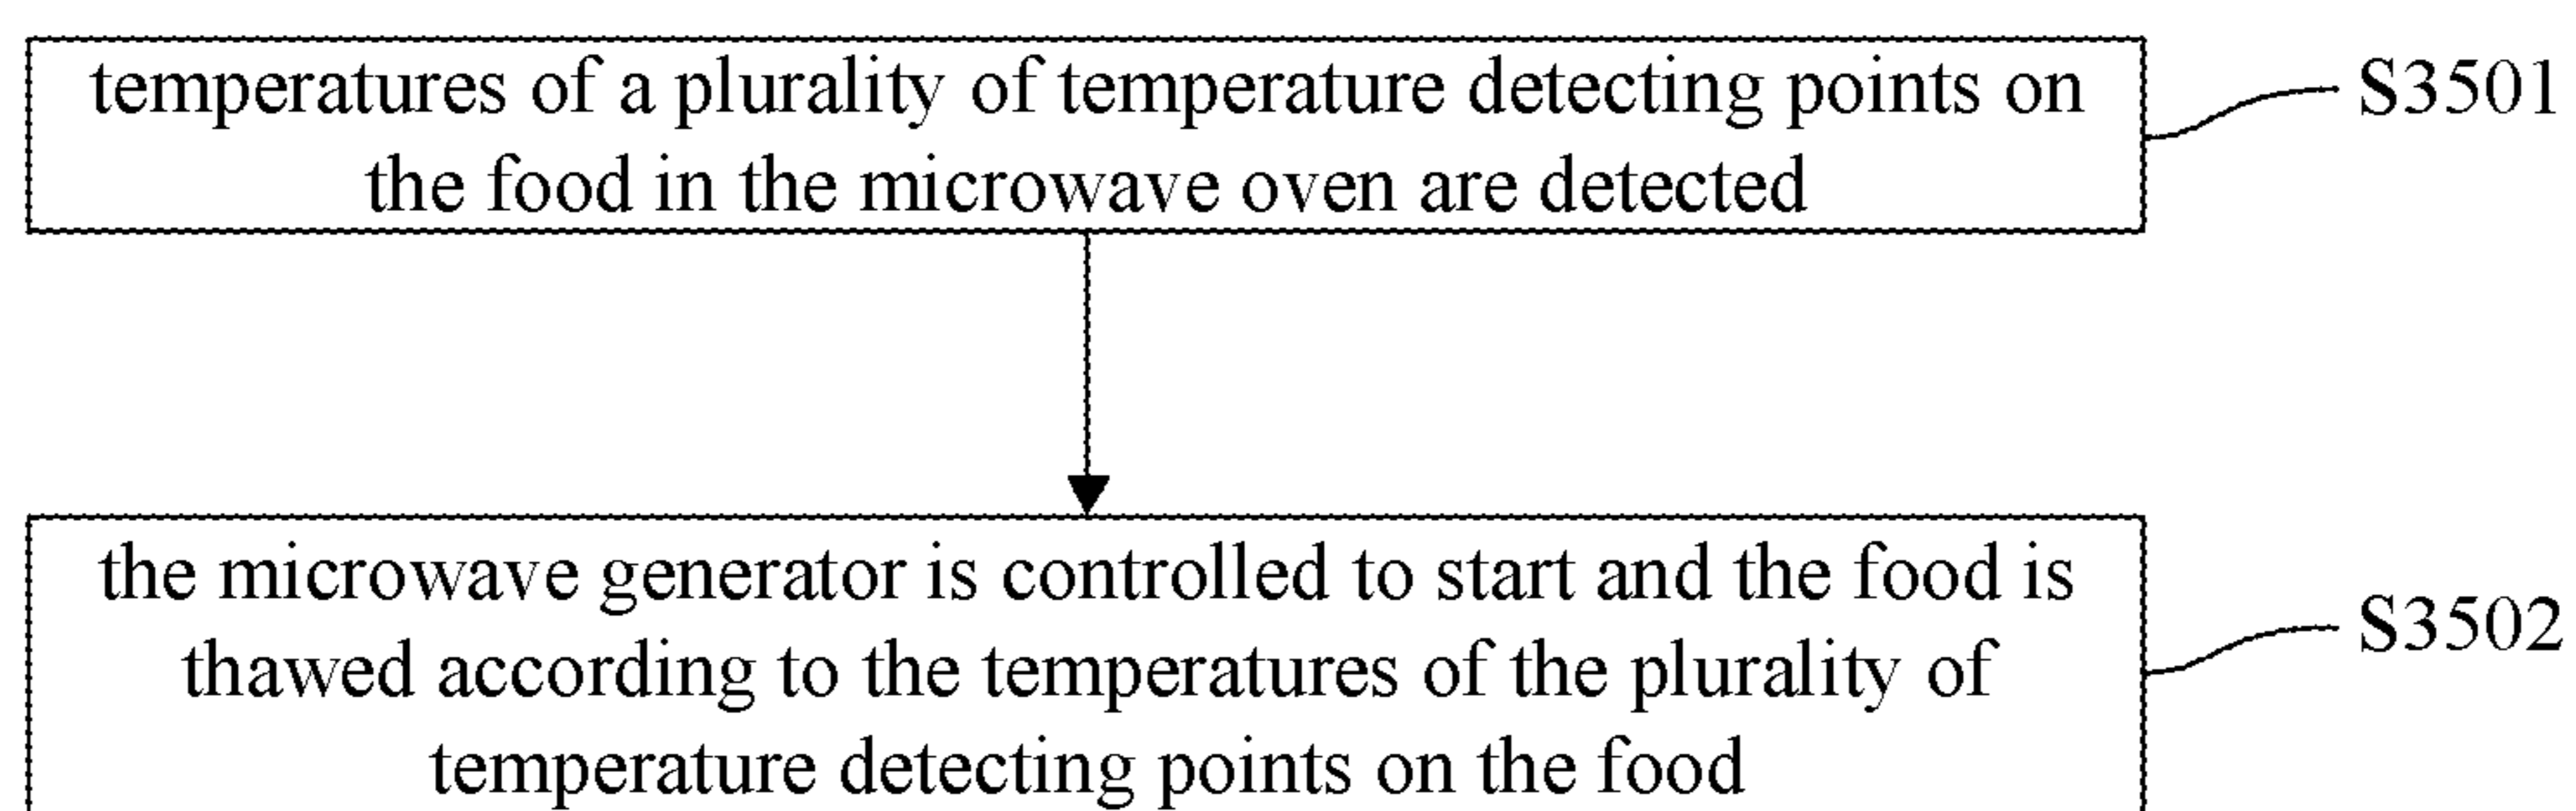 temperatures of a plurality of temperature detecting points on
the food in the microwave oven are detected
S3501
the microwave generator is controlled to start and the food is
thawed according to the temperatures of the plurality of
temperature detecting points on the food
S3502